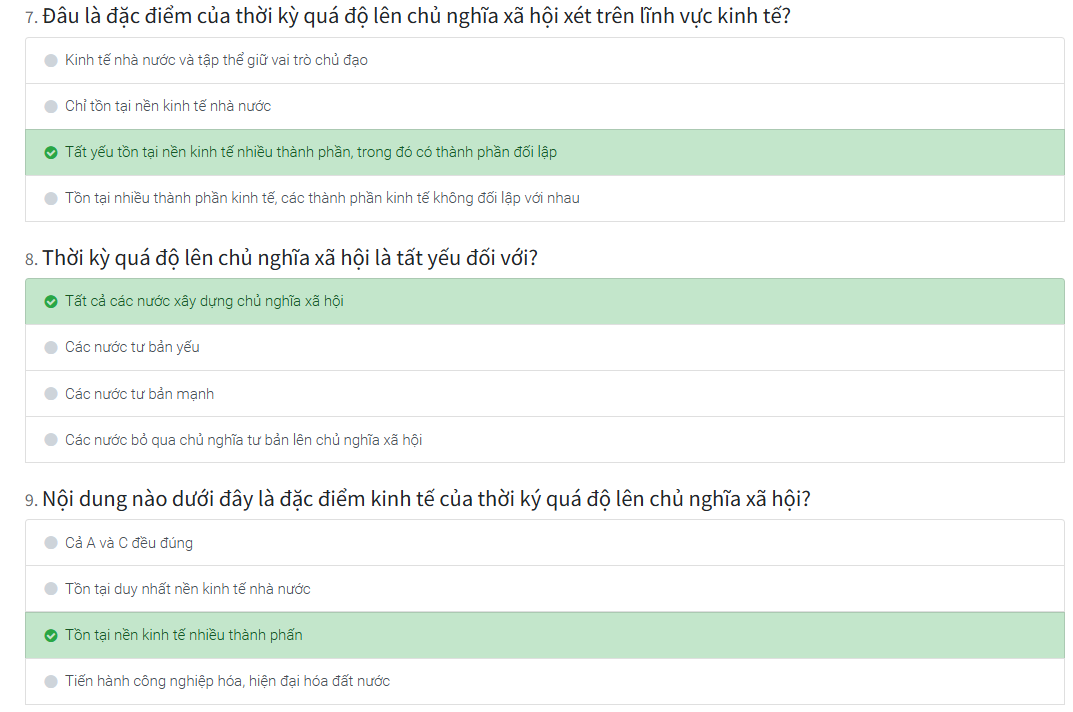 7. Đâu là đặc điểm của thời kỳ quá độ lên chủ nghĩa xã hội xét trên lĩnh vực kinh tế?
Kinh tế nhà nước và tập thể giữ vai trò chủ đạo
Chỉ tồn tại nền kinh tế nhà nước
Tất yếu tồn tại nền kinh tế nhiều thành phần, trong đó có thành phần đối lập
Tồn tại nhiều thành phần kinh tế, các thành phần kinh tế không đối lập với nhau
8. Thời kỳ quá độ lên chủ nghĩa xã hội là tất yếu đối với?
Tất cả các nước xây dựng chủ nghĩa xã hội
Các nước tư bản yếu
Các nước tư bản mạnh
Các nước bỏ qua chủ nghĩa tư bản lên chủ nghĩa xã hội
9. Nội dung nào dưới đây là đặc điểm kinh tế của thời ký quá độ lên chủ nghĩa xã hội?
Cả A và C đều đúng
Tồn tại duy nhất nền kinh tế nhà nước
Tồn tại nền kinh tế nhiều thành phấn
Tiến hành công nghiệp hóa, hiện đại hóa đất nước